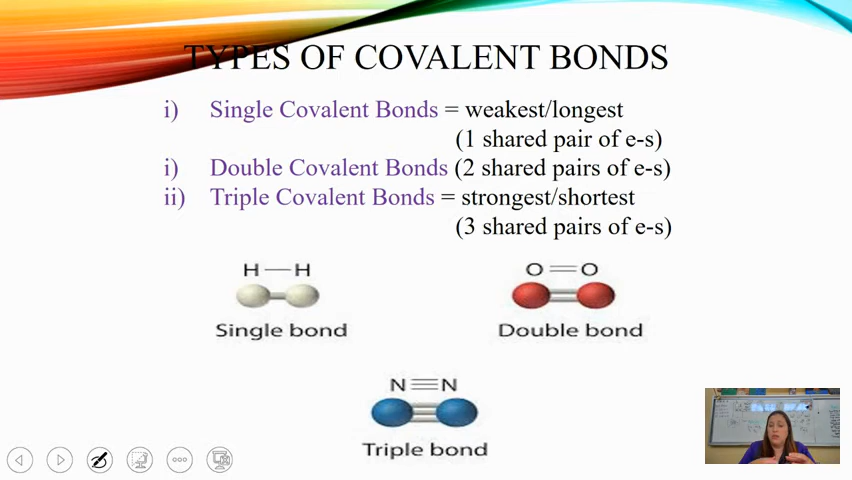 TYPES OF COVALENT BONDS
i) Single Covalent Bonds = weakest/longest
(1 shared pair of e-s)
i) Double Covalent Bonds (2 shared pairs of e-s)
ii) Triple Covalent Bonds = strongest/shortest
(3 shared pairs of e-s)
H — H
O = O
Single bond
Double bond
N ≡ N
Triple bond